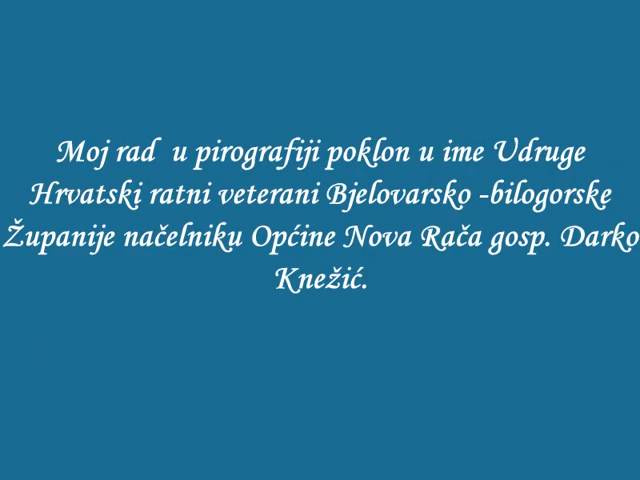 Moj rad  u pirografiji poklon u ime Udruge
Hrvatski ratni veterani Bjelovarsko -bilogorske
Županije načelniku Općine Nova Rača gosp. Darko
Knežić.